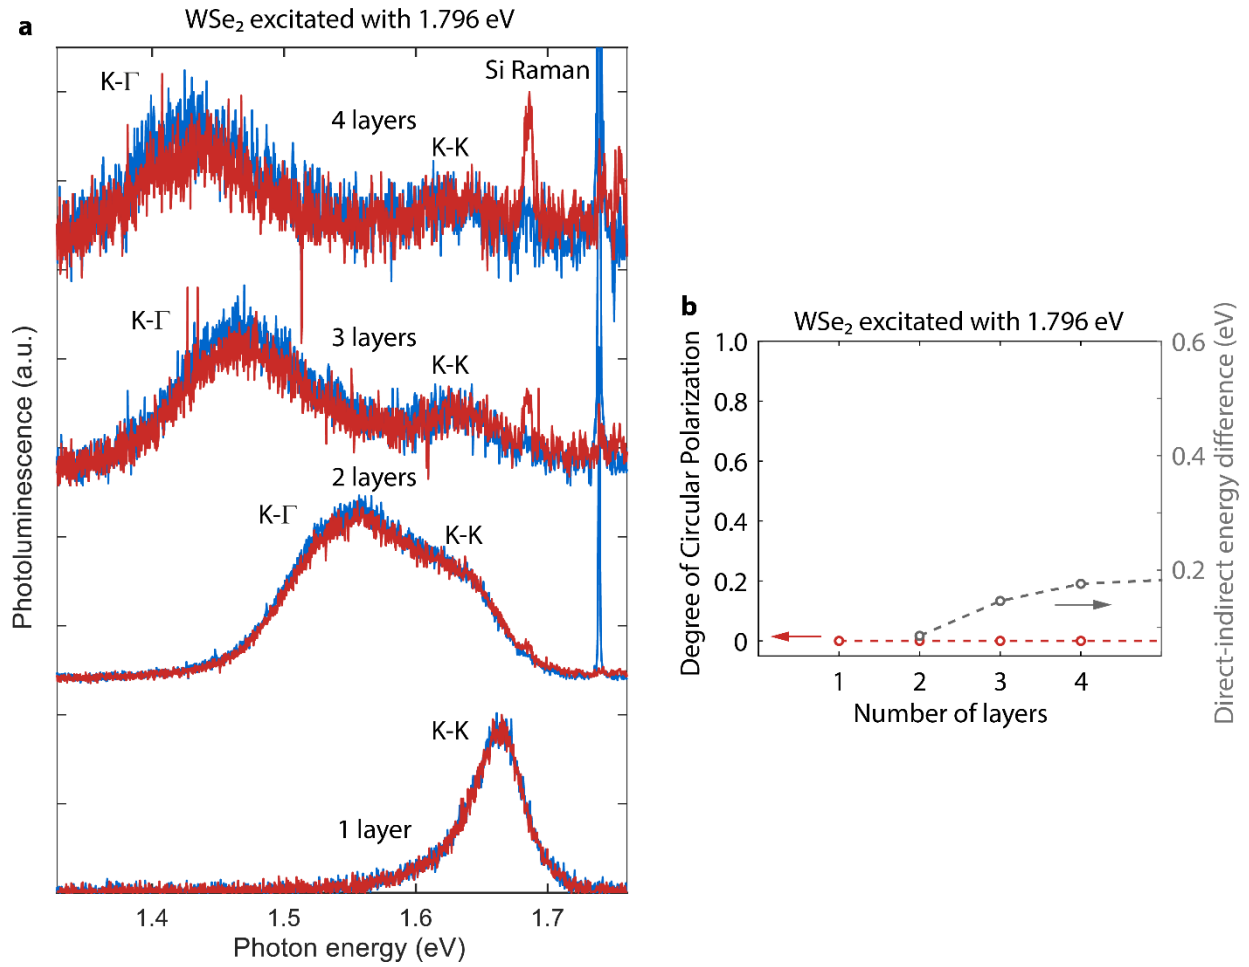 a
WSe₂ excitated with 1.796 eV
K-Γ
Si Raman
4 layers
K-K
K-Γ
3 layers
K-K
2 layers
K-Γ
K-K
K-K
1 layer
1.4 1.5 1.6 1.7
Photon energy (eV)
Photoluminescence (a.u.)
b
WSe₂ excitated with 1.796 eV
1.0
0.8
0.6
0.4
0.2
0
Degree of Circular Polarization
0.6
0.4
0.2
Direct-indirect energy difference (eV)
1 2 3 4
Number of layers